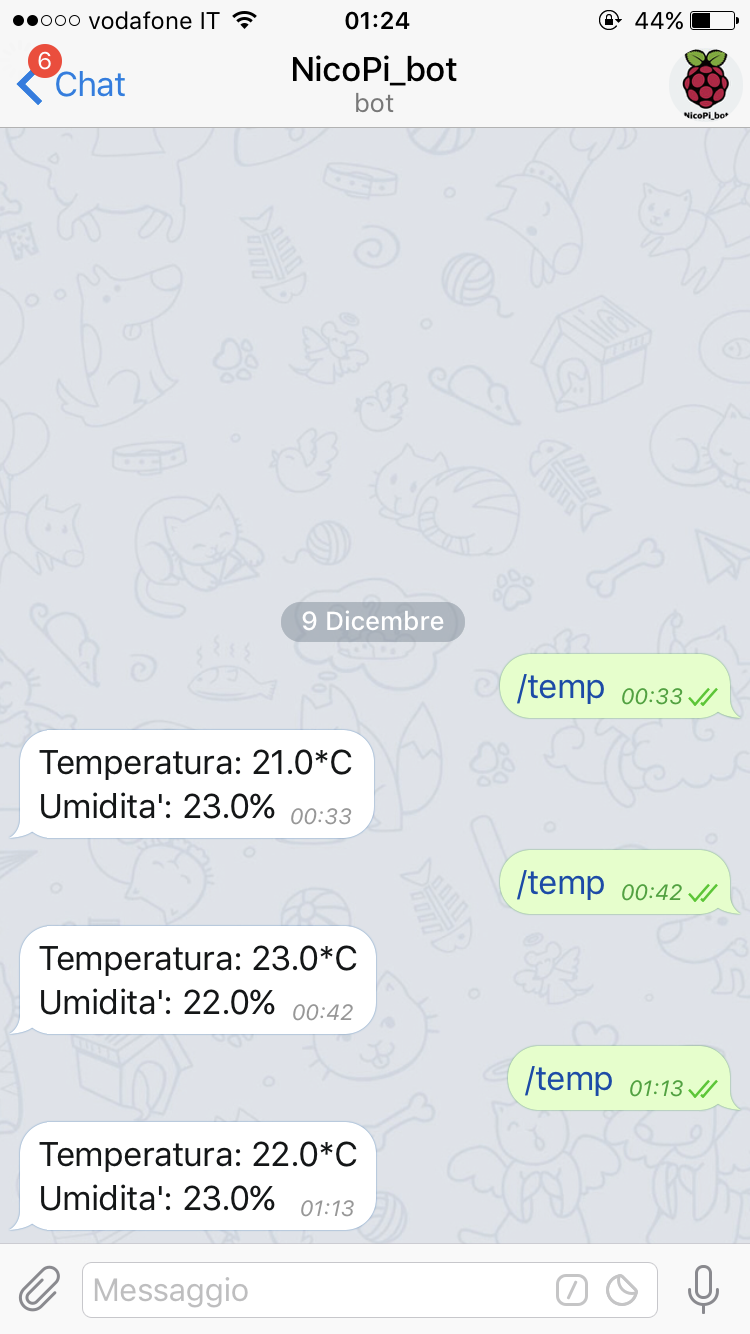 vodafone IT 01:24 44%
6
Chat
NicoPi_bot
bot
NicoPi_bot
9 Dicembre
/temp 00:33
Temperatura: 21.0*C
Umidita': 23.0% 00:33
/temp 00:42
Temperatura: 23.0*C
Umidita': 22.0% 00:42
/temp 01:13
Temperatura: 22.0*C
Umidita': 23.0% 01:13
Messaggio